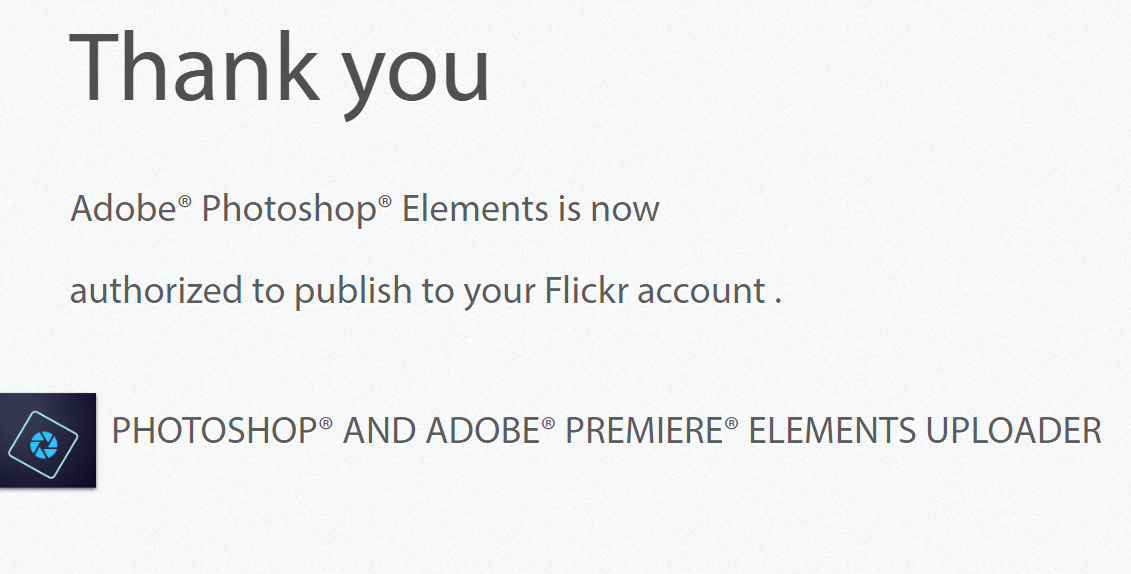 Thank you
Adobe® Photoshop® Elements is now
authorized to publish to your Flickr account .
PHOTOSHOP® AND ADOBE® PREMIERE® ELEMENTS UPLOADER